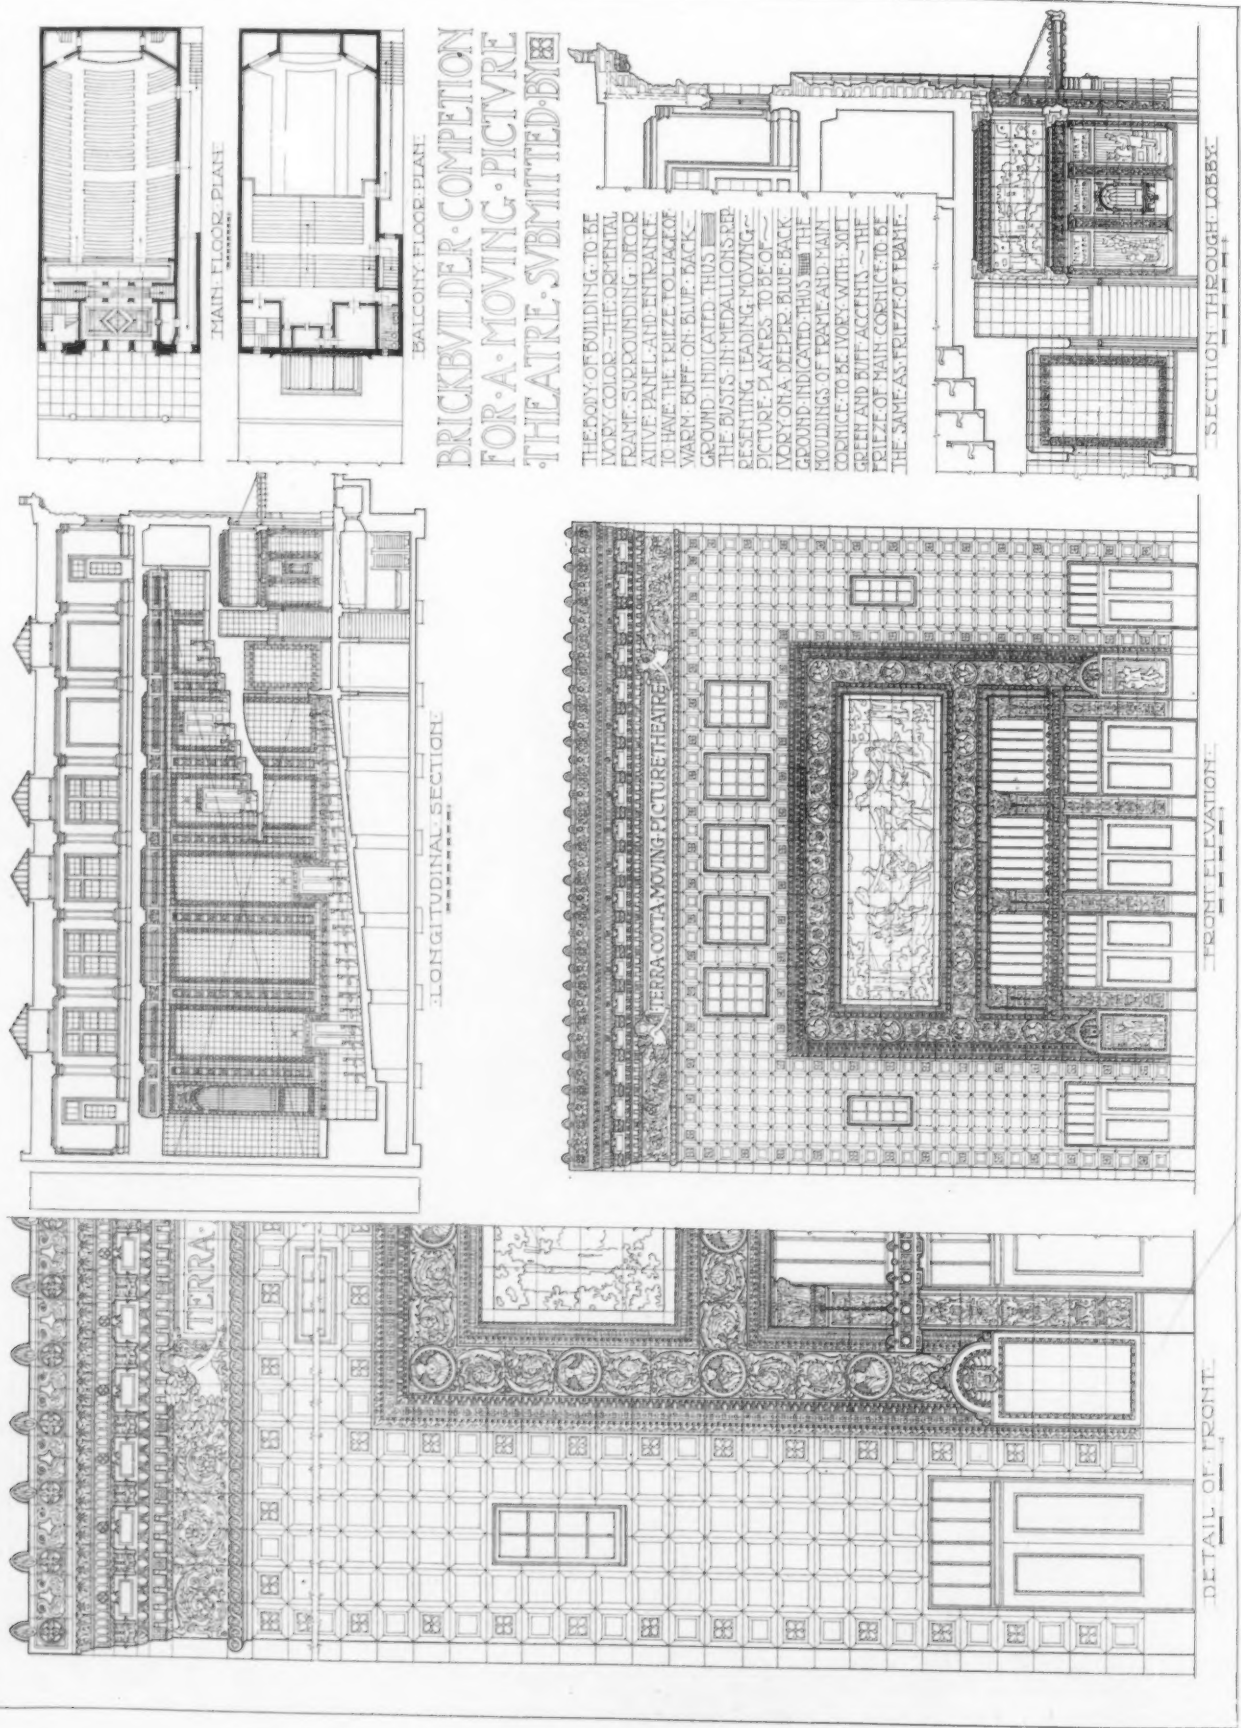 MAIN FLOOR PLAN
BALCONY FLOOR PLAN
BRICKBVILDER·COMPETION
FOR·A·MOVING·PICTVRE
·THEATRE·SVBMITTED·BY·
THE·BODY·OF·BUILDING·TO·BE
IVORY·COLOR~THE·ORMENTAL
FRAME·SURROUNDING·DECOR
ATIVE·PANEL·AND·ENTRANCE·
TO·HAVE·THE·FRIEZE·TO·LACK·OF·
WARM·BUFF·ON·BLUE·BACK~
GROUND·INDICATED·THUS
THE·BUSTS·IN·MEDALLIONS·REP
RESENTING·LEADING·MOVING~
PICTURE·PLAYERS·TO·BE·OF~
IVORY·ON·A·DEEPER·BLUE·BACK·
GROUND·INDICATED·THUS THE
MOULDINGS·OF·FRAME·AND·MAIN
CORNICE·TO·BE·IVORY·WITH·SOFT
GREEN·AND·BUFF·ACCENTS~THE
FRIEZE·OF·MAIN·CORNICE·TO·BE
THE·SAME·AS·FRIEZE·OF·FRAME·
SECTION THROUGH LOBBY:
:LONGITUDINAL·SECTION
·TERRA·COTTA·MOVING·PICTURE·THEATRE·
:FRONT ELEVATION:
TERRA·
DETAIL OF FRONT